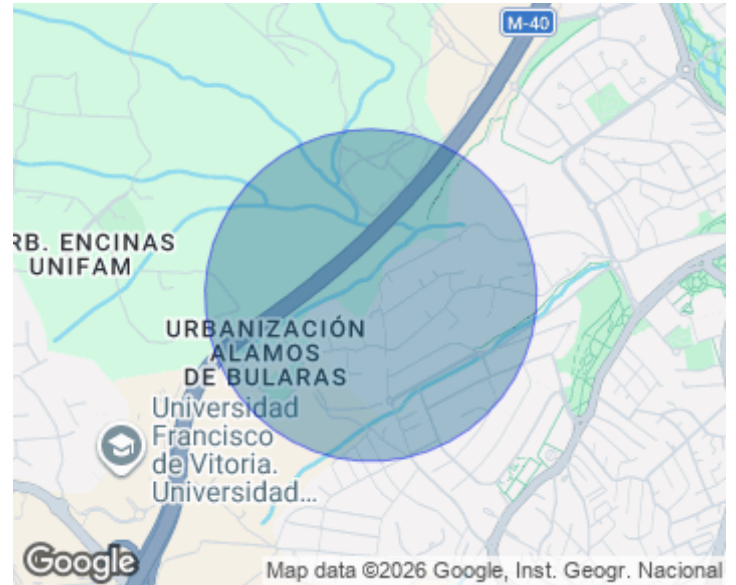 M-40
RB. ENCINAS
UNIFAM
URBANIZACIÓN
ALAMOS
DE BULARAS
Universidad
Francisco
de Vitoria.
Universidad...
Google
Map data ©2026 Google, Inst. Geogr. Nacional